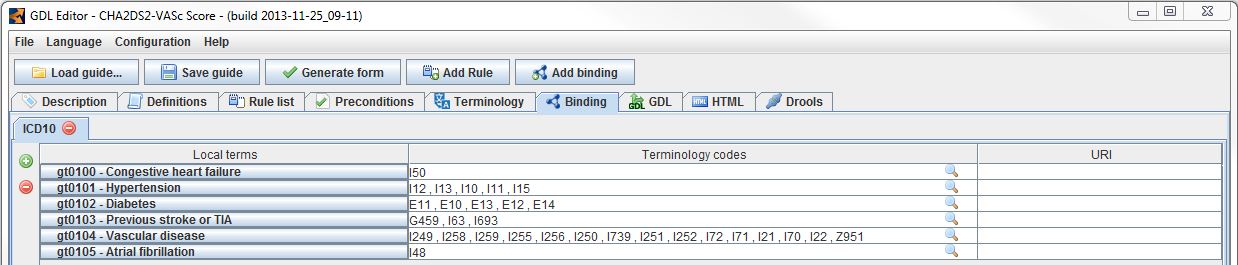 GDL Editor - CHA2DS2-VASc Score - (build 2013-11-25_09-11)
File Language Configuration Help
Load guide... Save guide Generate form Add Rule Add binding
Description Definitions Rule list Preconditions Terminology Binding GDL HTML Drools
ICD10
Local terms Terminology codes URI
gt0100 - Congestive heart failure I50
gt0101 - Hypertension I12 , I13 , I10 , I11 , I15
gt0102 - Diabetes E11 , E10 , E13 , E12 , E14
gt0103 - Previous stroke or TIA G459 , I63 , I693
gt0104 - Vascular disease I249 , I258 , I259 , I255 , I256 , I250 , I739 , I251 , I252 , I72 , I71 , I21 , I70 , I22 , Z951
gt0105 - Atrial fibrillation I48